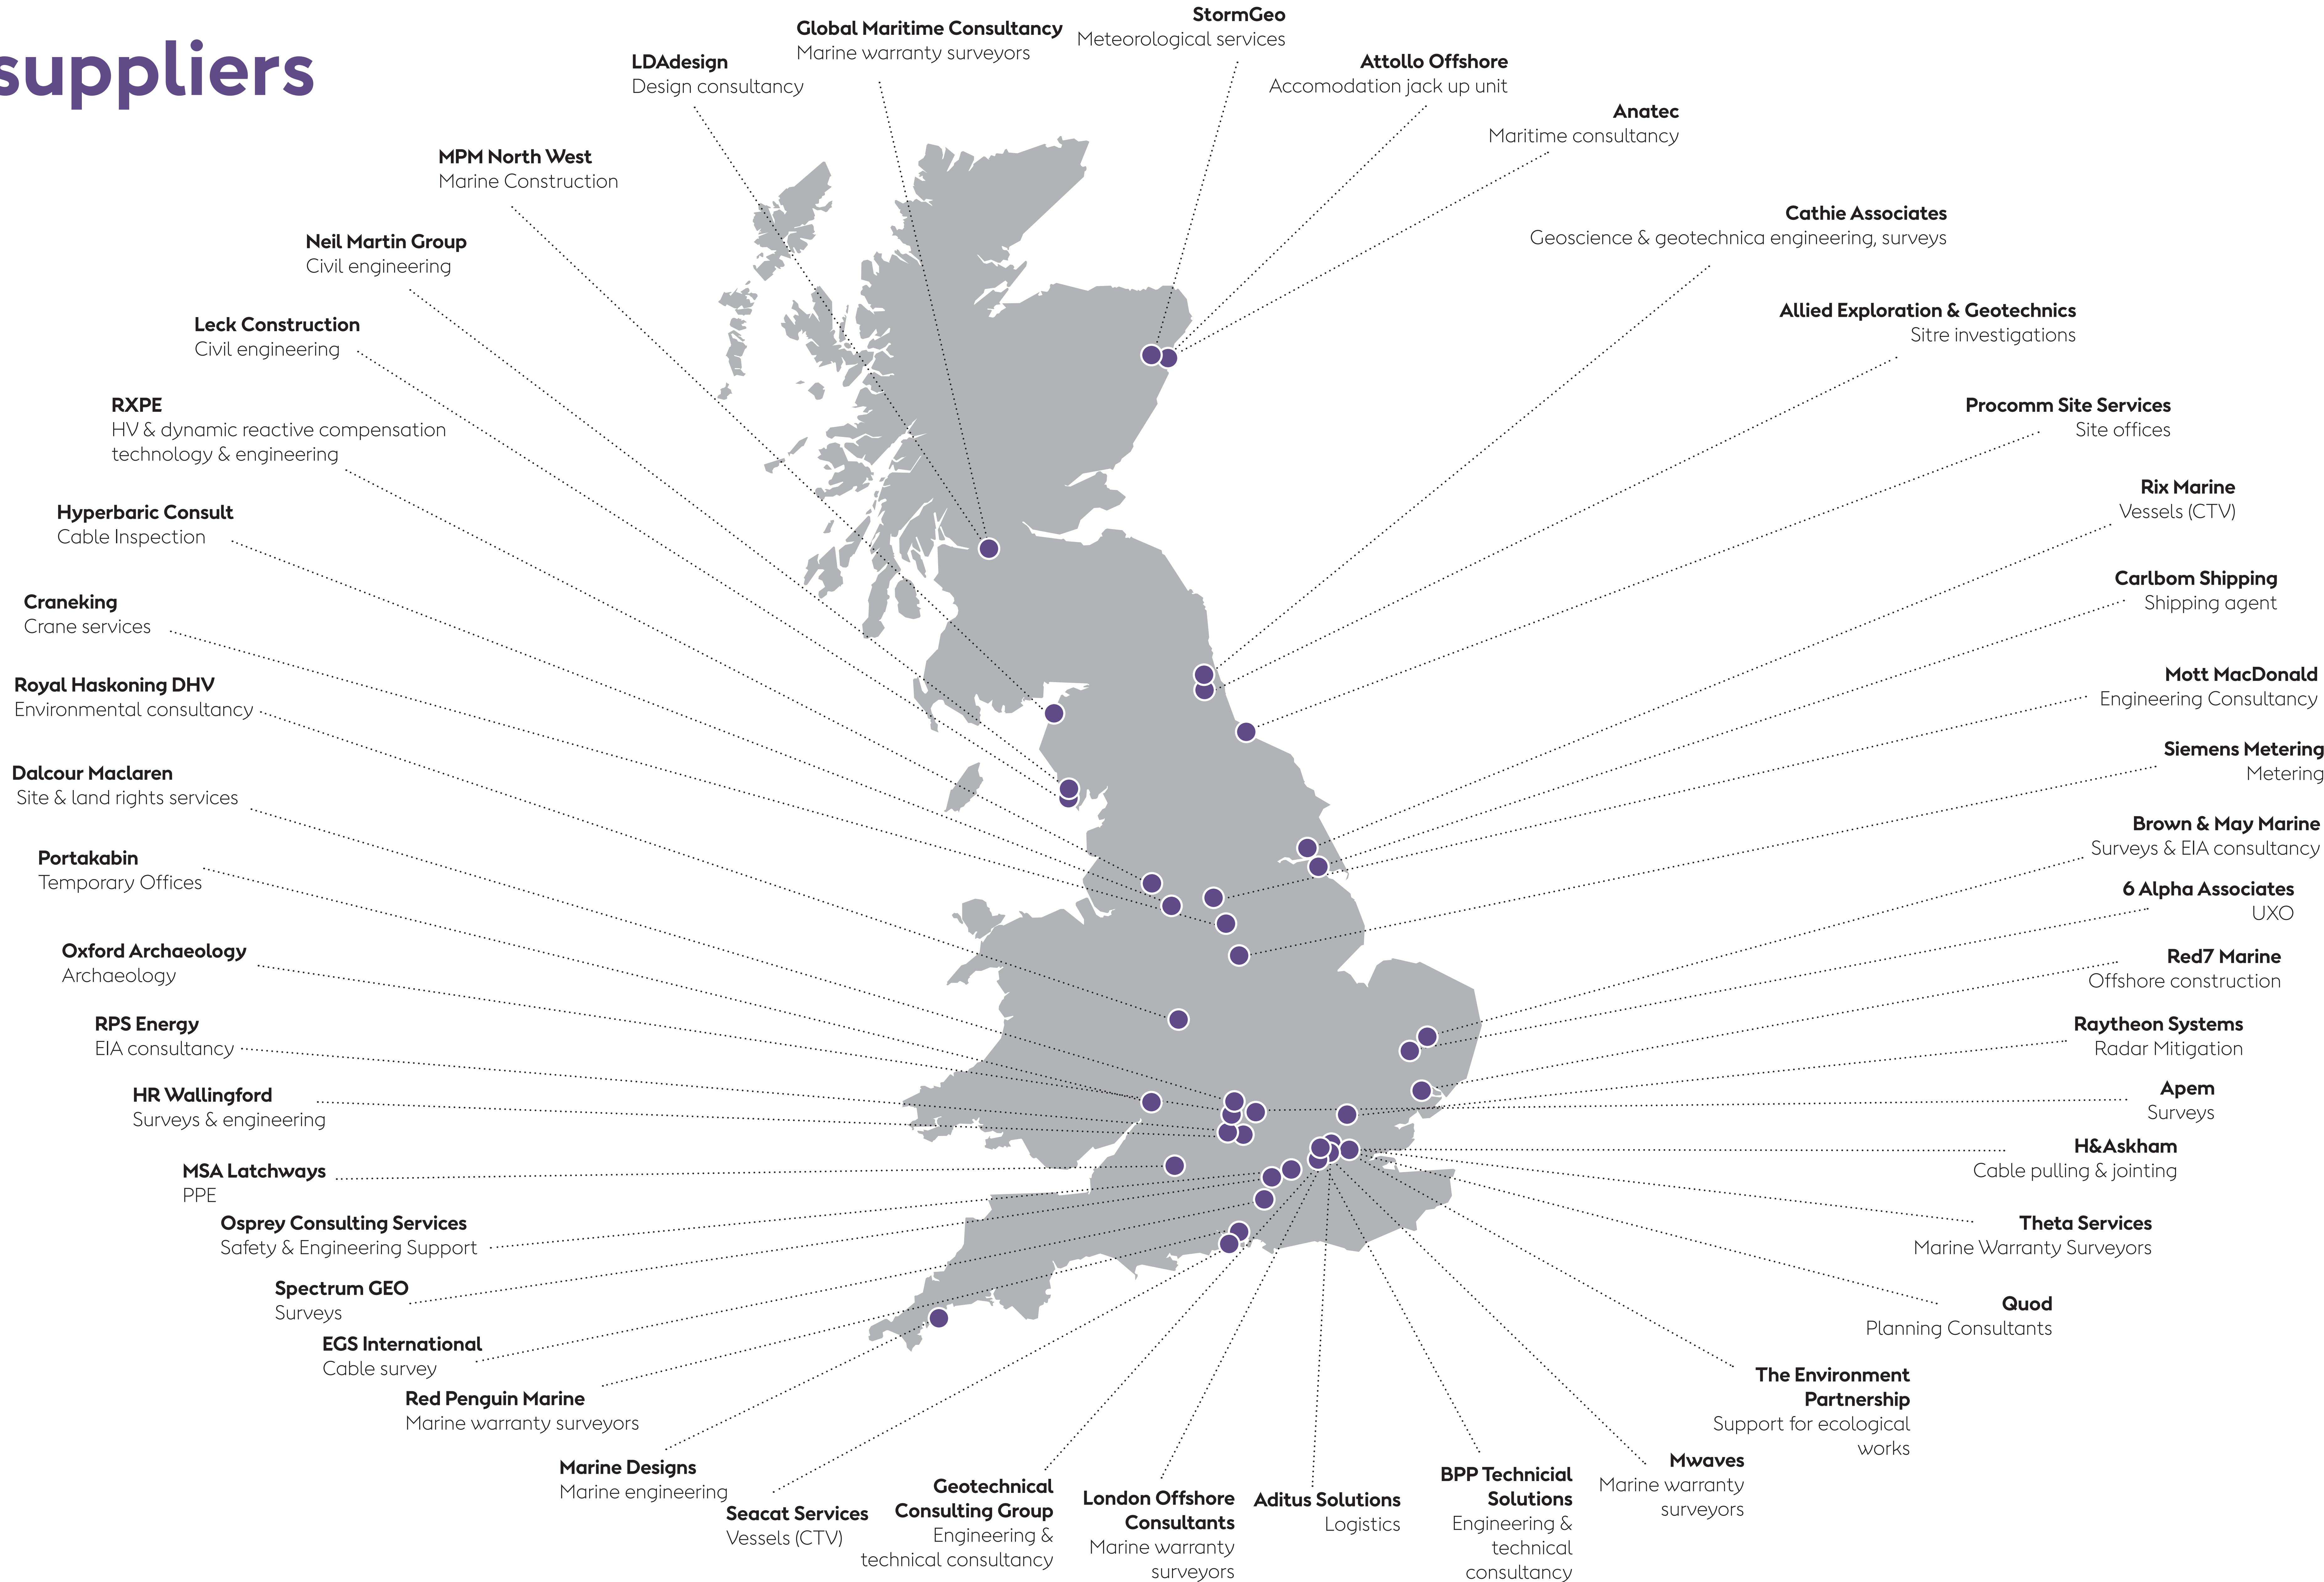 suppliers
StormGeo
Meteorological services
Global Maritime Consultancy
Marine warranty surveyors
LDAdesign
Design consultancy
Attollo Offshore
Accomodation jack up unit
Anatec
Maritime consultancy
MPM North West
Marine Construction
Cathie Associates
Geoscience & geotechnica engineering, surveys
Neil Martin Group
Civil engineering
Allied Exploration & Geotechnics
Sitre investigations
Leck Construction
Civil engineering
Procomm Site Services
Site offices
RXPE
HV & dynamic reactive compensation
technology & engineering
Rix Marine
Vessels (CTV)
Hyperbaric Consult
Cable Inspection
Carlbom Shipping
Shipping agent
Craneking
Crane services
Mott MacDonald
Engineering Consultancy
Royal Haskoning DHV
Environmental consultancy
Siemens Metering
Metering
Dalcour Maclaren
Site & land rights services
Brown & May Marine
Surveys & EIA consultancy
Portakabin
Temporary Offices
6 Alpha Associates
UXO
Oxford Archaeology
Archaeology
Red7 Marine
Offshore construction
RPS Energy
EIA consultancy
Raytheon Systems
Radar Mitigation
HR Wallingford
Surveys & engineering
Apem
Surveys
H&Askham
Cable pulling & jointing
MSA Latchways
PPE
Theta Services
Marine Warranty Surveyors
Osprey Consulting Services
Safety & Engineering Support
Spectrum GEO
Surveys
Quod
Planning Consultants
EGS International
Cable survey
The Environment
Partnership
Support for ecological
works
Red Penguin Marine
Marine warranty surveyors
Marine Designs
Marine engineering
Seacat Services
Vessels (CTV)
Geotechnical
Consulting Group
Engineering &
technical consultancy
London Offshore
Consultants
Marine warranty
surveyors
Aditus Solutions
Logistics
BPP Technicial
Solutions
Engineering &
technical
consultancy
Mwaves
Marine warranty
surveyors